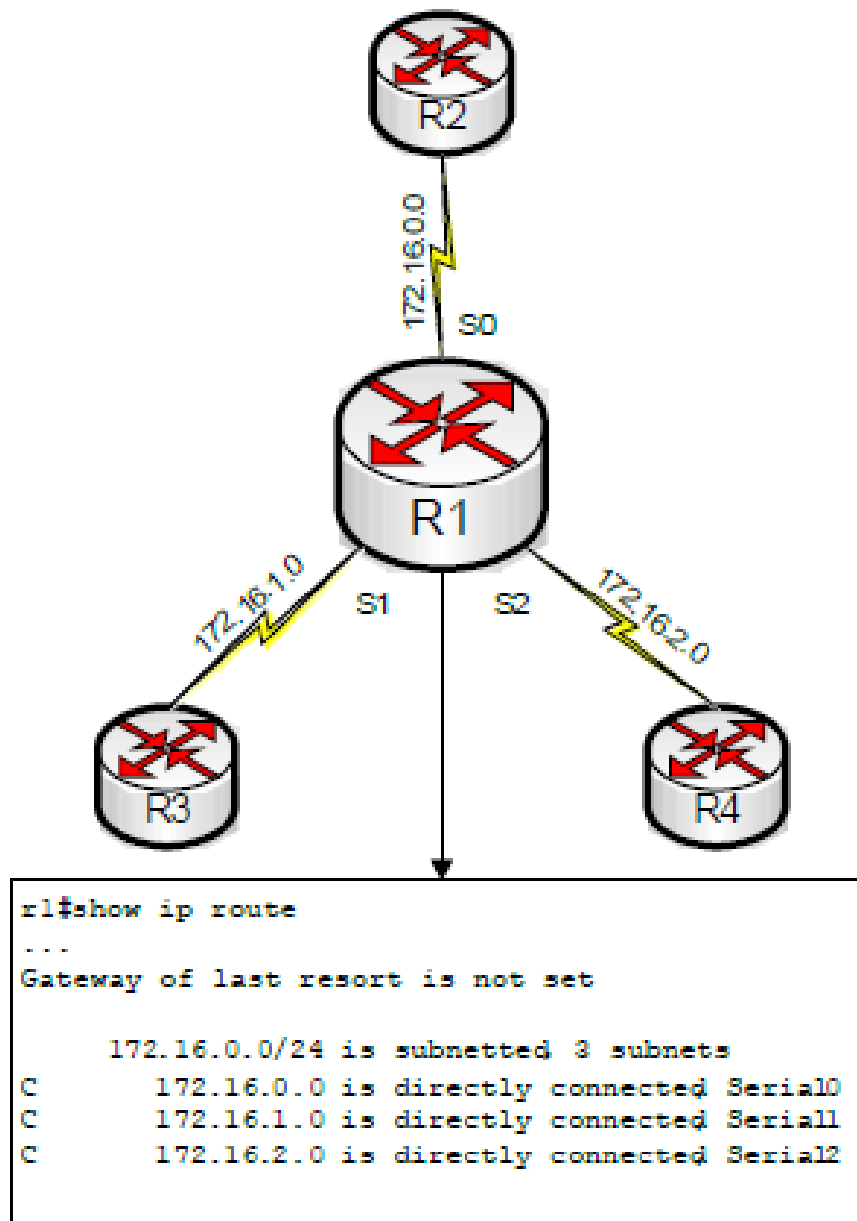 R2
172.16.0.0
S0
R1
172.16.1.0
S1
S2
172.16.2.0
R3
R4
r1#show ip route
...
Gateway of last resort is not set
172.16.0.0/24 is subnetted, 3 subnets
C 172.16.0.0 is directly connected, Serial0
C 172.16.1.0 is directly connected, Serial1
C 172.16.2.0 is directly connected, Serial2